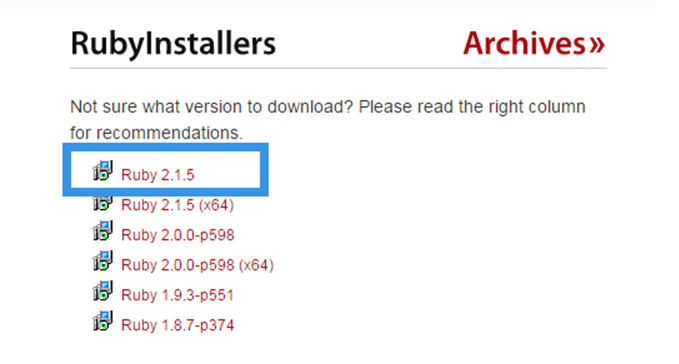 RubyInstallers Archives»
Not sure what version to download? Please read the right column
for recommendations.
Ruby 2.1.5
Ruby 2.1.5 (x64)
Ruby 2.0.0-p598
Ruby 2.0.0-p598 (x64)
Ruby 1.9.3-p551
Ruby 1.8.7-p374